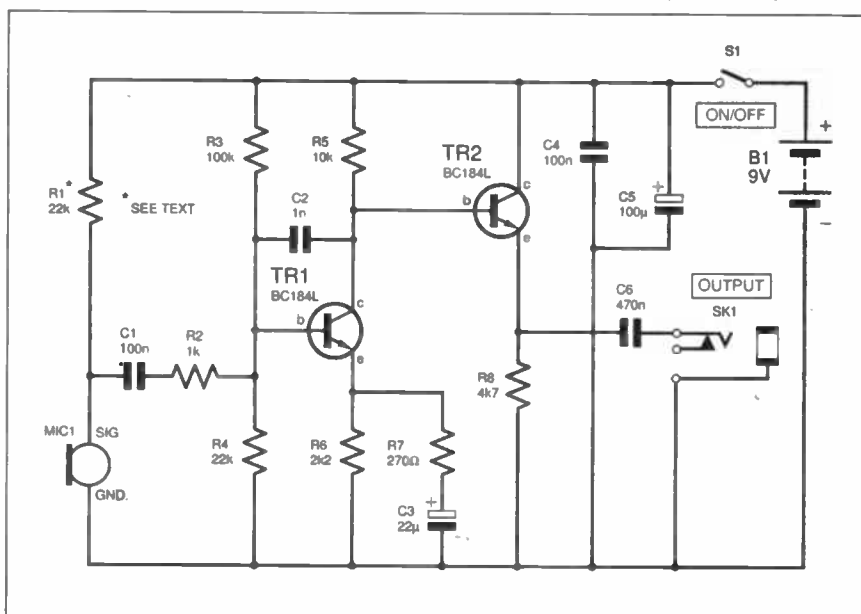 S1
ON/OFF
+
B1
9V
−
R3
100k
R5
10k
TR2
BC184L
C4
100n
R1*
22k
* SEE TEXT
C2
1n
b
c
e
C5
+
100µ
TR1
BC184L
b
c
e
OUTPUT
SK1
C6
470n
C1
100n
R2
1k
R8
4k7
MIC1
SIG
GND.
R4
22k
R6
2k2
R7
270Ω
+
C3
22µ